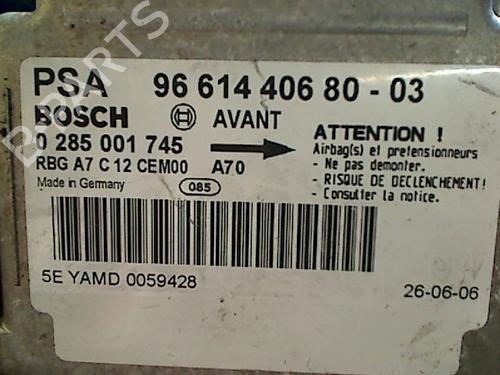 PSA 96 614 406 80 - 03
BOSCH AVANT
0 285 001 745
RBG A7 C 12 CEM00 A70
Made in Germany 085
ATTENTION !
Airbag(s) et pretensionneurs
- Ne pas demonter.
- RISQUE DE DECLENCHEMENT!
- Consulter la notice.
5E YAMD 0059428
26-06-06
B-PARTS